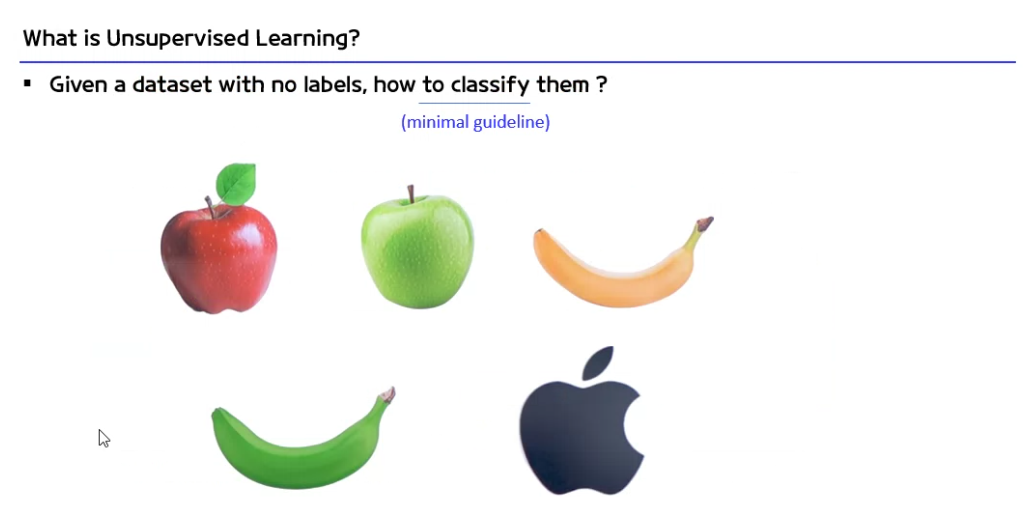 What is Unsupervised Learning?
▪ Given a dataset with no labels, how to classify them ?
(minimal guideline)